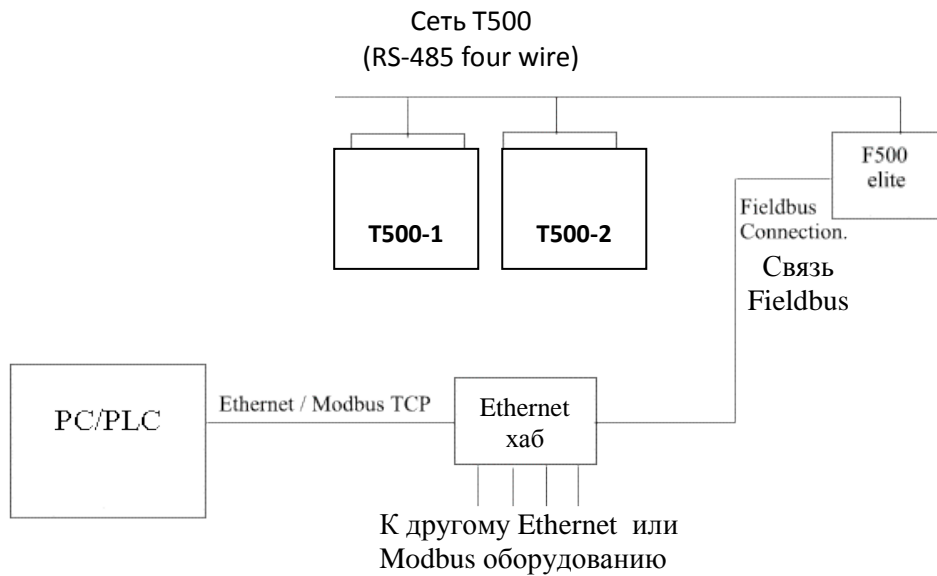 Сеть T500
(RS-485 four wire)
T500-1
T500-2
F500
elite
Fieldbus
Connection.
Связь
Fieldbus
PC/PLC
Ethernet / Modbus TCP
Ethernet
хаб
К другому Ethernet или
Modbus оборудованию